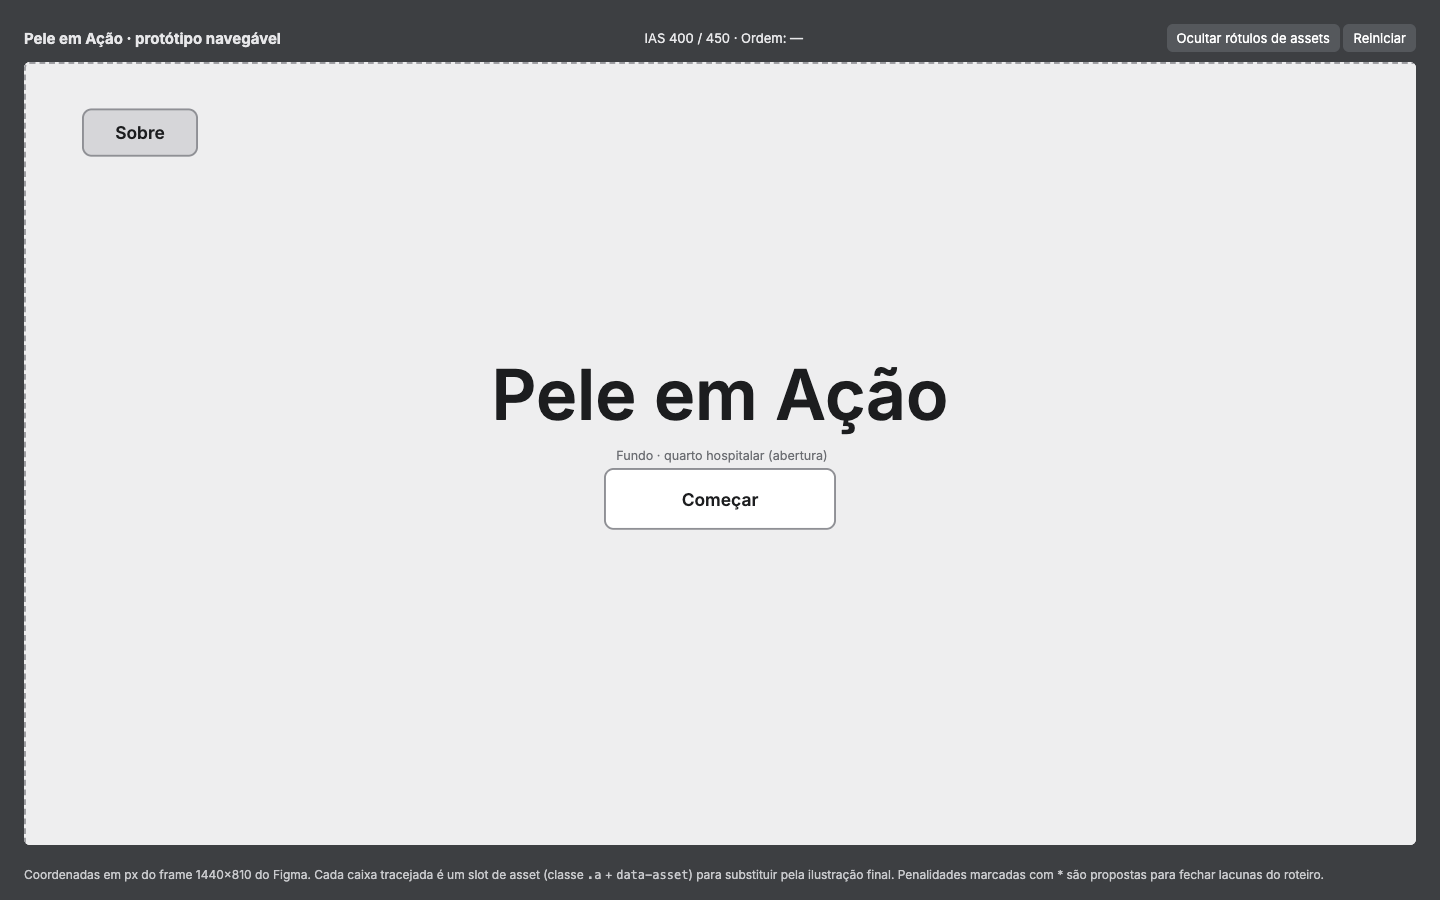 Pele em Ação · protótipo navegável
IAS 400 / 450 · Ordem: —
Ocultar rótulos de assets
Reiniciar
Sobre
Pele em Ação
Fundo · quarto hospitalar (abertura)
Começar
Coordenadas em px do frame 1440×810 do Figma. Cada caixa tracejada é um slot de asset (classe .a + data-asset) para substituir pela ilustração final. Penalidades marcadas com * são propostas para fechar lacunas do roteiro.